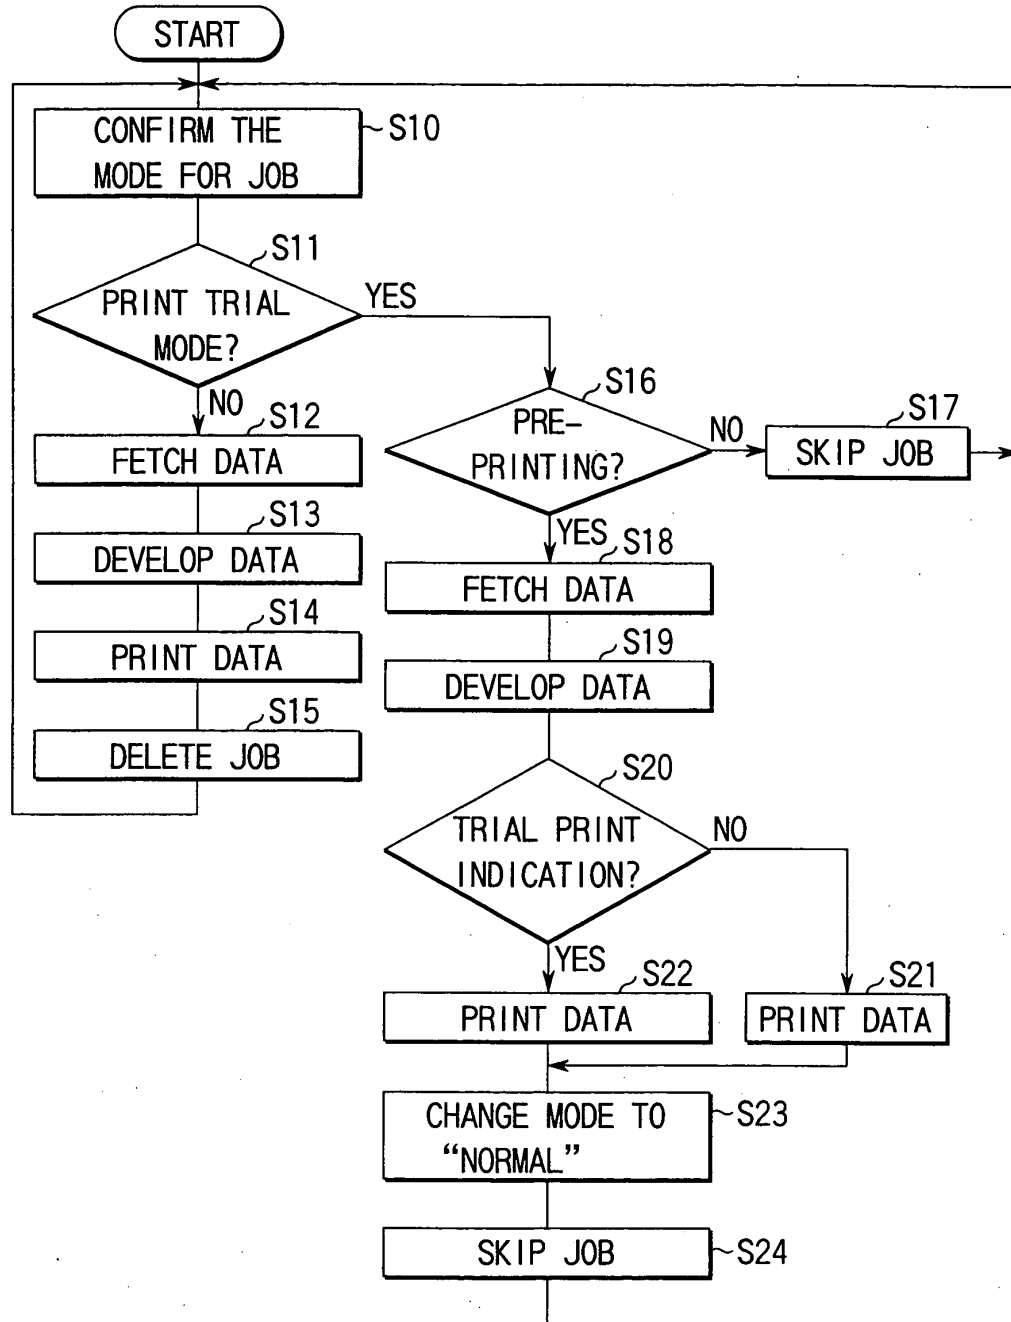 START
CONFIRM THE
MODE FOR JOB
S10
S11
PRINT TRIAL
MODE?
YES
NO
S12
FETCH DATA
S13
DEVELOP DATA
S14
PRINT DATA
S15
DELETE JOB
S16
PRE-
PRINTING?
NO
S17
SKIP JOB
YES
S18
FETCH DATA
S19
DEVELOP DATA
S20
TRIAL PRINT
INDICATION?
NO
YES
S22
PRINT DATA
S21
PRINT DATA
CHANGE MODE TO
“NORMAL”
S23
SKIP JOB
S24